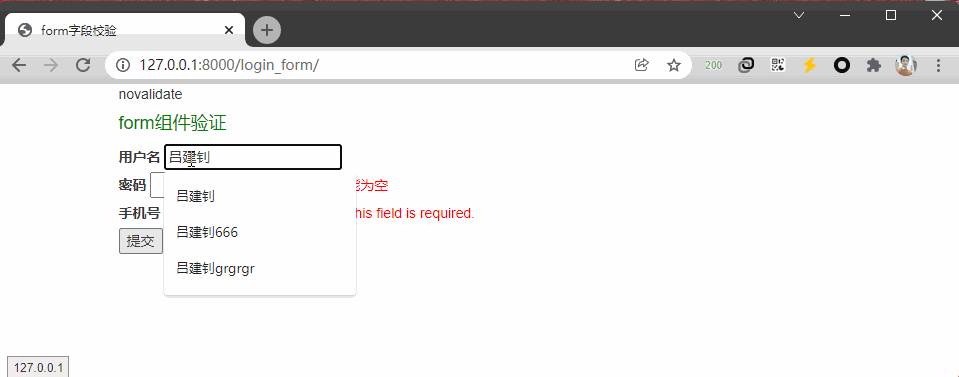 form字段校验
127.0.0.1:8000/login_form/
200
novalidate
form组件验证
用户名 吕建钊
密码 能为空
手机号 his field is required.
提交
吕建钊
吕建钊666
吕建钊grgrgr
127.0.0.1